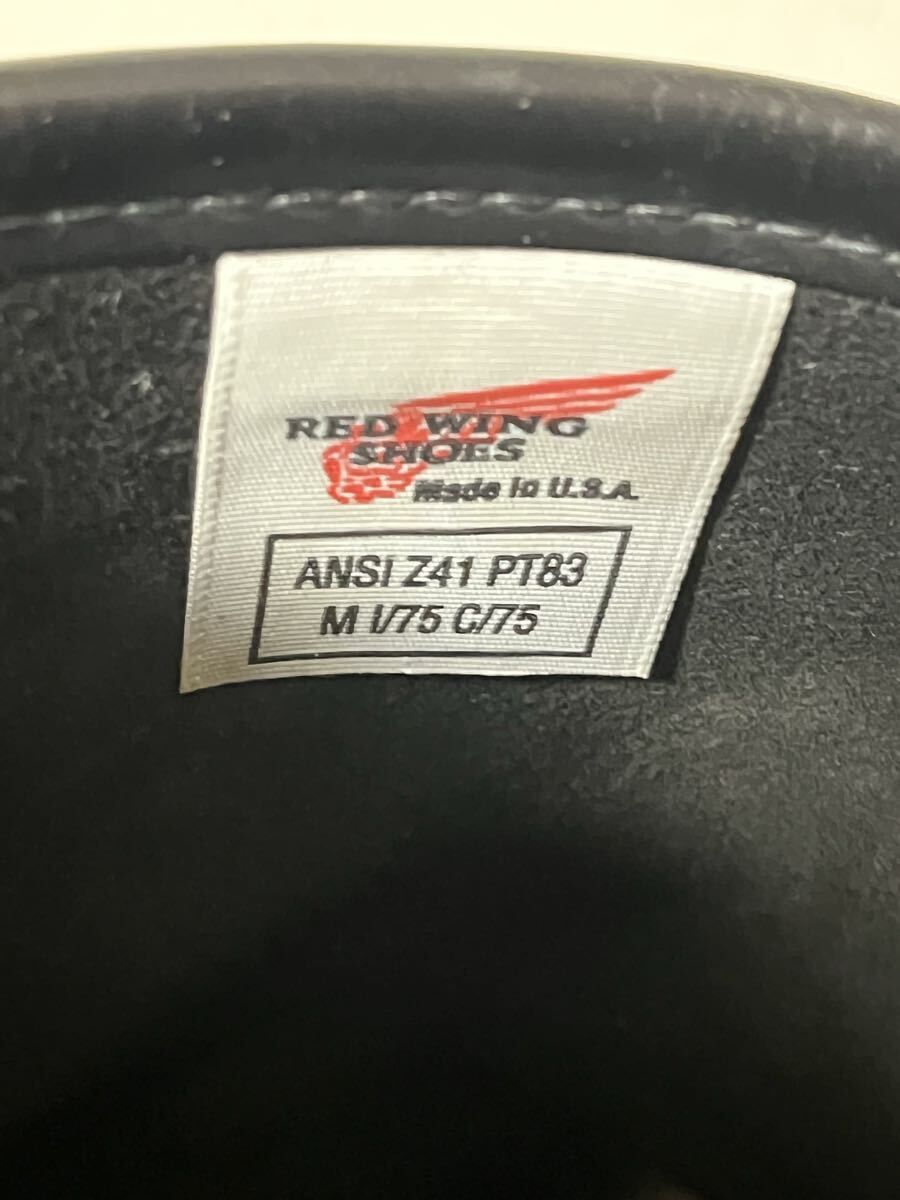 RED WING
SHOES
Made in U.S.A.
ANSI Z41 PT83
M I/75 C/75